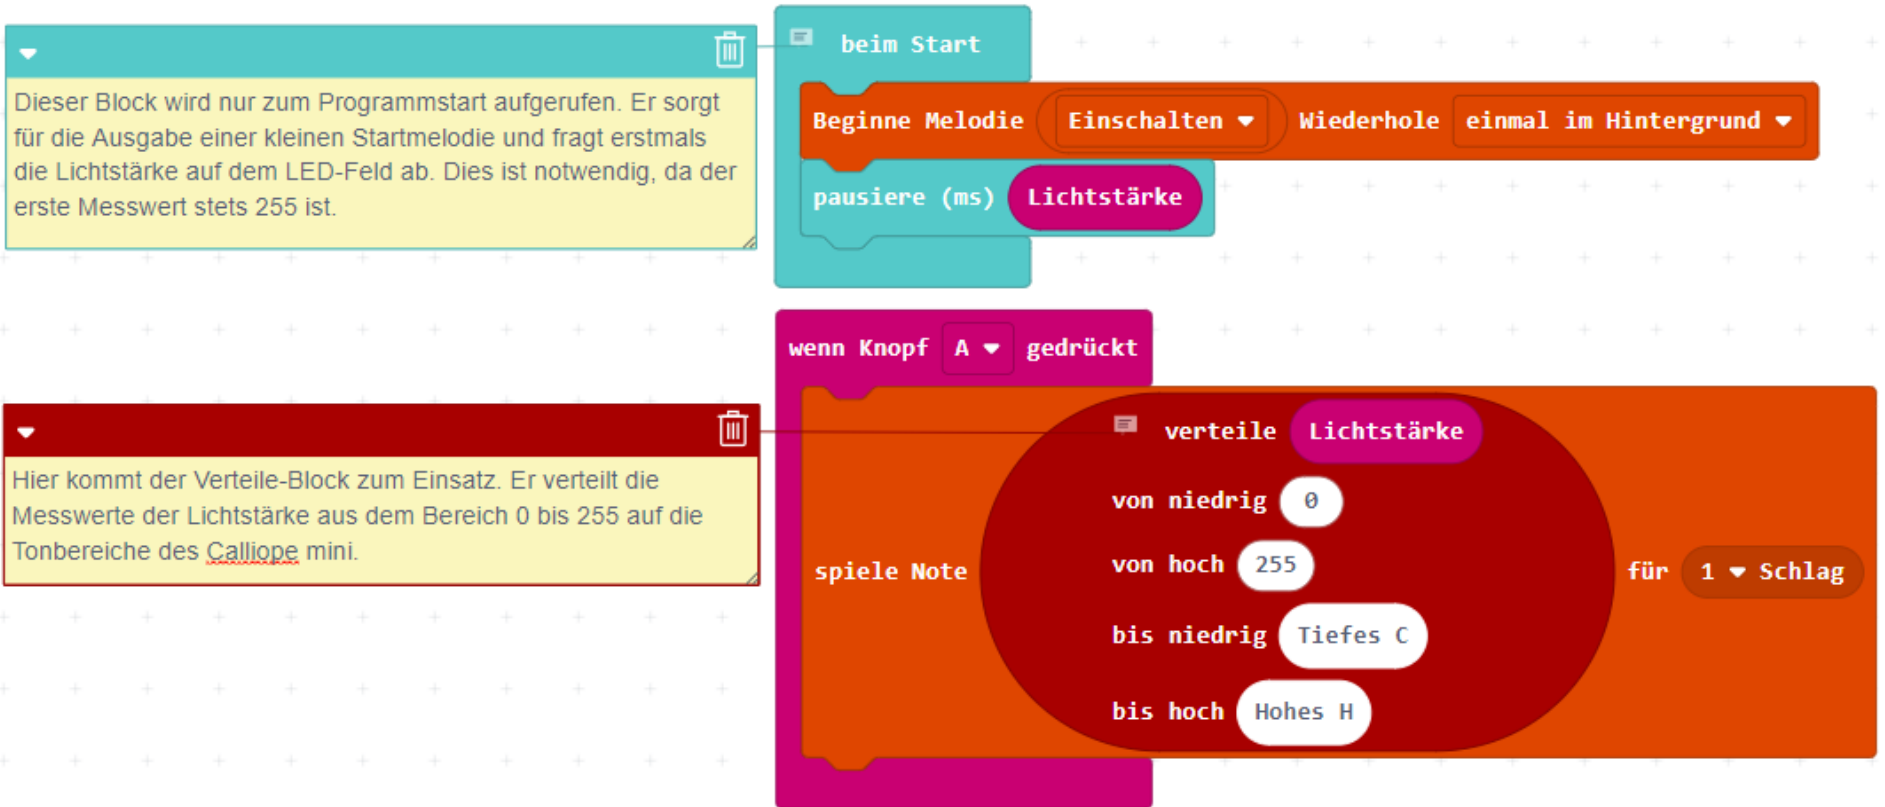 Dieser Block wird nur zum Programmstart aufgerufen. Er sorgt
für die Ausgabe einer kleinen Startmelodie und fragt erstmals
die Lichtstärke auf dem LED-Feld ab. Dies ist notwendig, da der
erste Messwert stets 255 ist.
beim Start
Beginne Melodie Einschalten Wiederhole einmal im Hintergrund
pausiere (ms) Lichtstärke
Hier kommt der Verteile-Block zum Einsatz. Er verteilt die
Messwerte der Lichtstärke aus dem Bereich 0 bis 255 auf die
Tonbereiche des Calliope mini.
wenn Knopf A gedrückt
spiele Note
verteile Lichtstärke
von niedrig 0
von hoch 255
bis niedrig Tiefes C
bis hoch Hohes H
für 1 Schlag